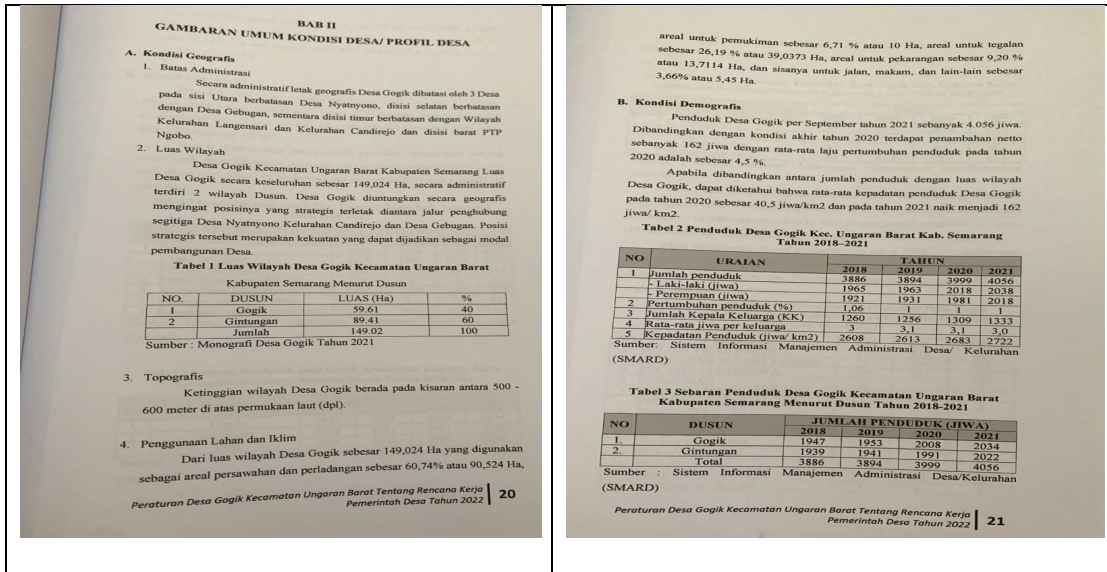 BAB II
GAMBARAN UMUM KONDISI DESA/ PROFIL DESA
A. Kondisi Geografis
1. Batas Administrasi
Secara administratif letak geografis Desa Gogik dibatasi oleh 3 Desa
pada sisi Utara berbatasan Desa Nyatnyono, disisi selatan berbatasan
dengan Desa Gebugan, sementara disisi timur berbatasan dengan Wilayah
Kelurahan Langensari dan Kelurahan Candirejo dan disisi barat PTP
Ngobo.
2. Luas Wilayah
Desa Gogik Kecamatan Ungaran Barat Kabupaten Semarang Luas
Desa Gogik secara keseluruhan sebesar 149,024 Ha, secara administratif
terdiri 2 wilayah Dusun. Desa Gogik diuntungkan secara geografis
mengingat posisinya yang strategis terletak diantara jalur penghubung
segitiga Desa Nyatnyono Kelurahan Candirejo dan Desa Gebugan. Posisi
strategis tersebut merupakan kekuatan yang dapat dijadikan sebagai modal
pembangunan Desa.
Tabel 1 Luas Wilayah Desa Gogik Kecamatan Ungaran Barat
Kabupaten Semarang Menurut Dusun
NO. DUSUN LUAS (Ha) %
1 Gogik 59.61 40
2 Gintungan 89.41 60
Jumlah 149.02 100
Sumber : Monografi Desa Gogik Tahun 2021
3. Topografis
Ketinggian wilayah Desa Gogik berada pada kisaran antara 500 -
600 meter di atas permukaan laut (dpl).
4. Penggunaan Lahan dan Iklim
Dari luas wilayah Desa Gogik sebesar 149,024 Ha yang digunakan
sebagai areal persawahan dan perladangan sebesar 60,74% atau 90,524 Ha,
Peraturan Desa Gogik Kecamatan Ungaran Barat Tentang Rencana Kerja
Pemerintah Desa Tahun 2022 20
areal untuk pemukiman sebesar 6,71 % atau 10 Ha, areal untuk tegalan
sebesar 26,19 % atau 39,0373 Ha, areal untuk pekarangan sebesar 9,20 %
atau 13,7114 Ha, dan sisanya untuk jalan, makam, dan lain-lain sebesar
3,66% atau 5,45 Ha.
B. Kondisi Demografis
Penduduk Desa Gogik per September tahun 2021 sebanyak 4.056 jiwa.
Dibandingkan dengan kondisi akhir tahun 2020 terdapat penambahan netto
sebanyak 162 jiwa dengan rata-rata laju pertumbuhan penduduk pada tahun
2020 adalah sebesar 4,5 %.
Apabila dibandingkan antara jumlah penduduk dengan luas wilayah
Desa Gogik, dapat diketahui bahwa rata-rata kepadatan penduduk Desa Gogik
pada tahun 2020 sebesar 40,5 jiwa/km2 dan pada tahun 2021 naik menjadi 162
jiwa/ km2.
Tabel 2 Penduduk Desa Gogik Kec. Ungaran Barat Kab. Semarang
Tahun 2018–2021
NO URAIAN TAHUN
2018 2019 2020 2021
1 Jumlah penduduk 3886 3894 3999 4056
- Laki-laki (jiwa) 1965 1963 2018 2038
- Perempuan (jiwa) 1921 1931 1981 2018
2 Pertumbuhan penduduk (%) 1,06 1 1 1
3 Jumlah Kepala Keluarga (KK) 1260 1256 1309 1333
4 Rata-rata jiwa per keluarga 3 3,1 3,1 3,0
5 Kepadatan Penduduk (jiwa/ km2) 2608 2613 2683 2722
Sumber: Sistem Informasi Manajemen Administrasi Desa/ Kelurahan
(SMARD)
Tabel 3 Sebaran Penduduk Desa Gogik Kecamatan Ungaran Barat
Kabupaten Semarang Menurut Dusun Tahun 2018-2021
NO DUSUN JUMLAH PENDUDUK (JIWA)
2018 2019 2020 2021
1. Gogik 1947 1953 2008 2034
2. Gintungan 1939 1941 1991 2022
Total 3886 3894 3999 4056
Sumber : Sistem Informasi Manajemen Administrasi Desa/Kelurahan
(SMARD)
Peraturan Desa Gogik Kecamatan Ungaran Barat Tentang Rencana Kerja
Pemerintah Desa Tahun 2022 21